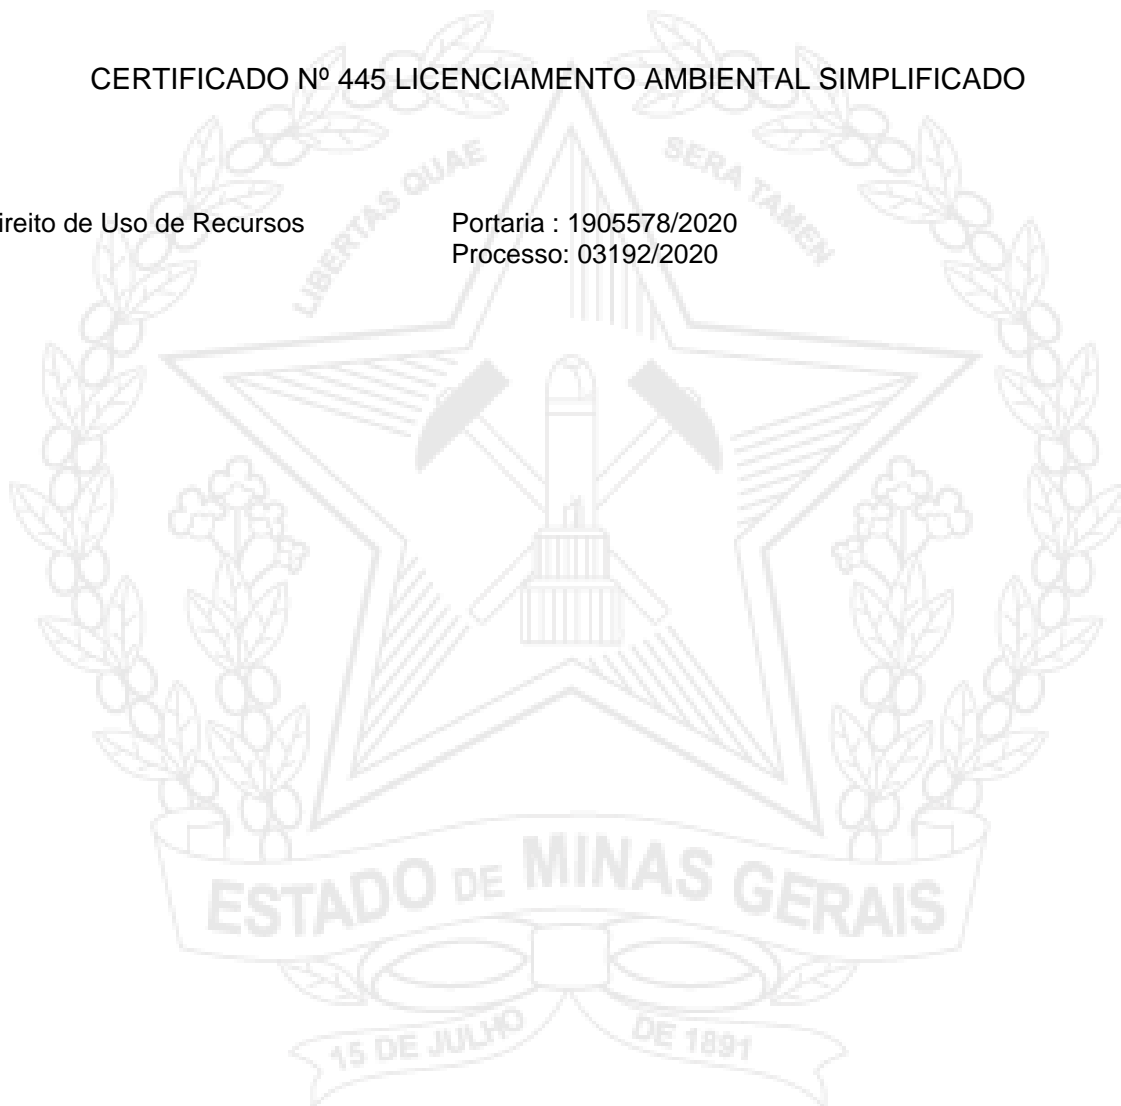 CERTIFICADO Nº 445 LICENCIAMENTO AMBIENTAL SIMPLIFICADO
LIBERTAS QUAE SERA TAMEN
ireito de Uso de Recursos Portaria : 1905578/2020
Processo: 03192/2020
ESTADO DE MINAS GERAIS
15 DE JULHO DE 1891